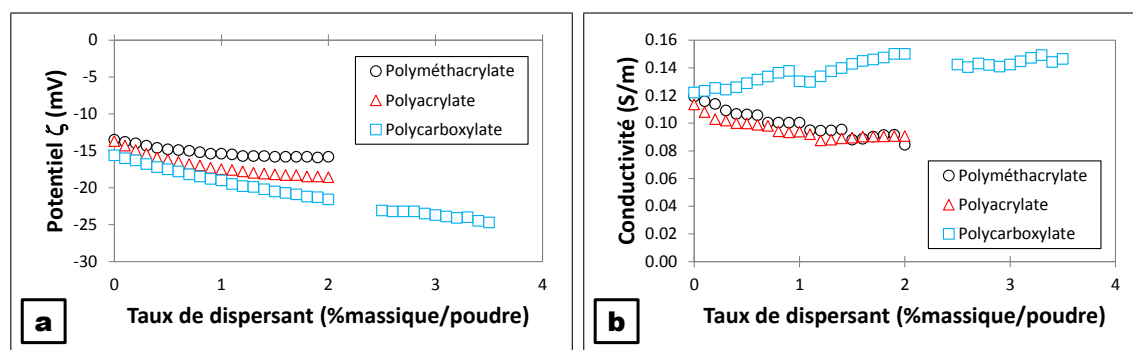 0
-5
-10
-15
-20
-25
-30
0
1
2
3
4
Potentiel ζ (mV)
Taux de dispersant (%massique/poudre)
Polyméthacrylate
Polyacrylate
Polycarboxylate
a
0.16
0.14
0.12
0.10
0.08
0.06
0.04
0.02
0.00
0
1
2
3
4
Conductivité (S/m)
Taux de dispersant (%massique/poudre)
Polyméthacrylate
Polyacrylate
Polycarboxylate
b